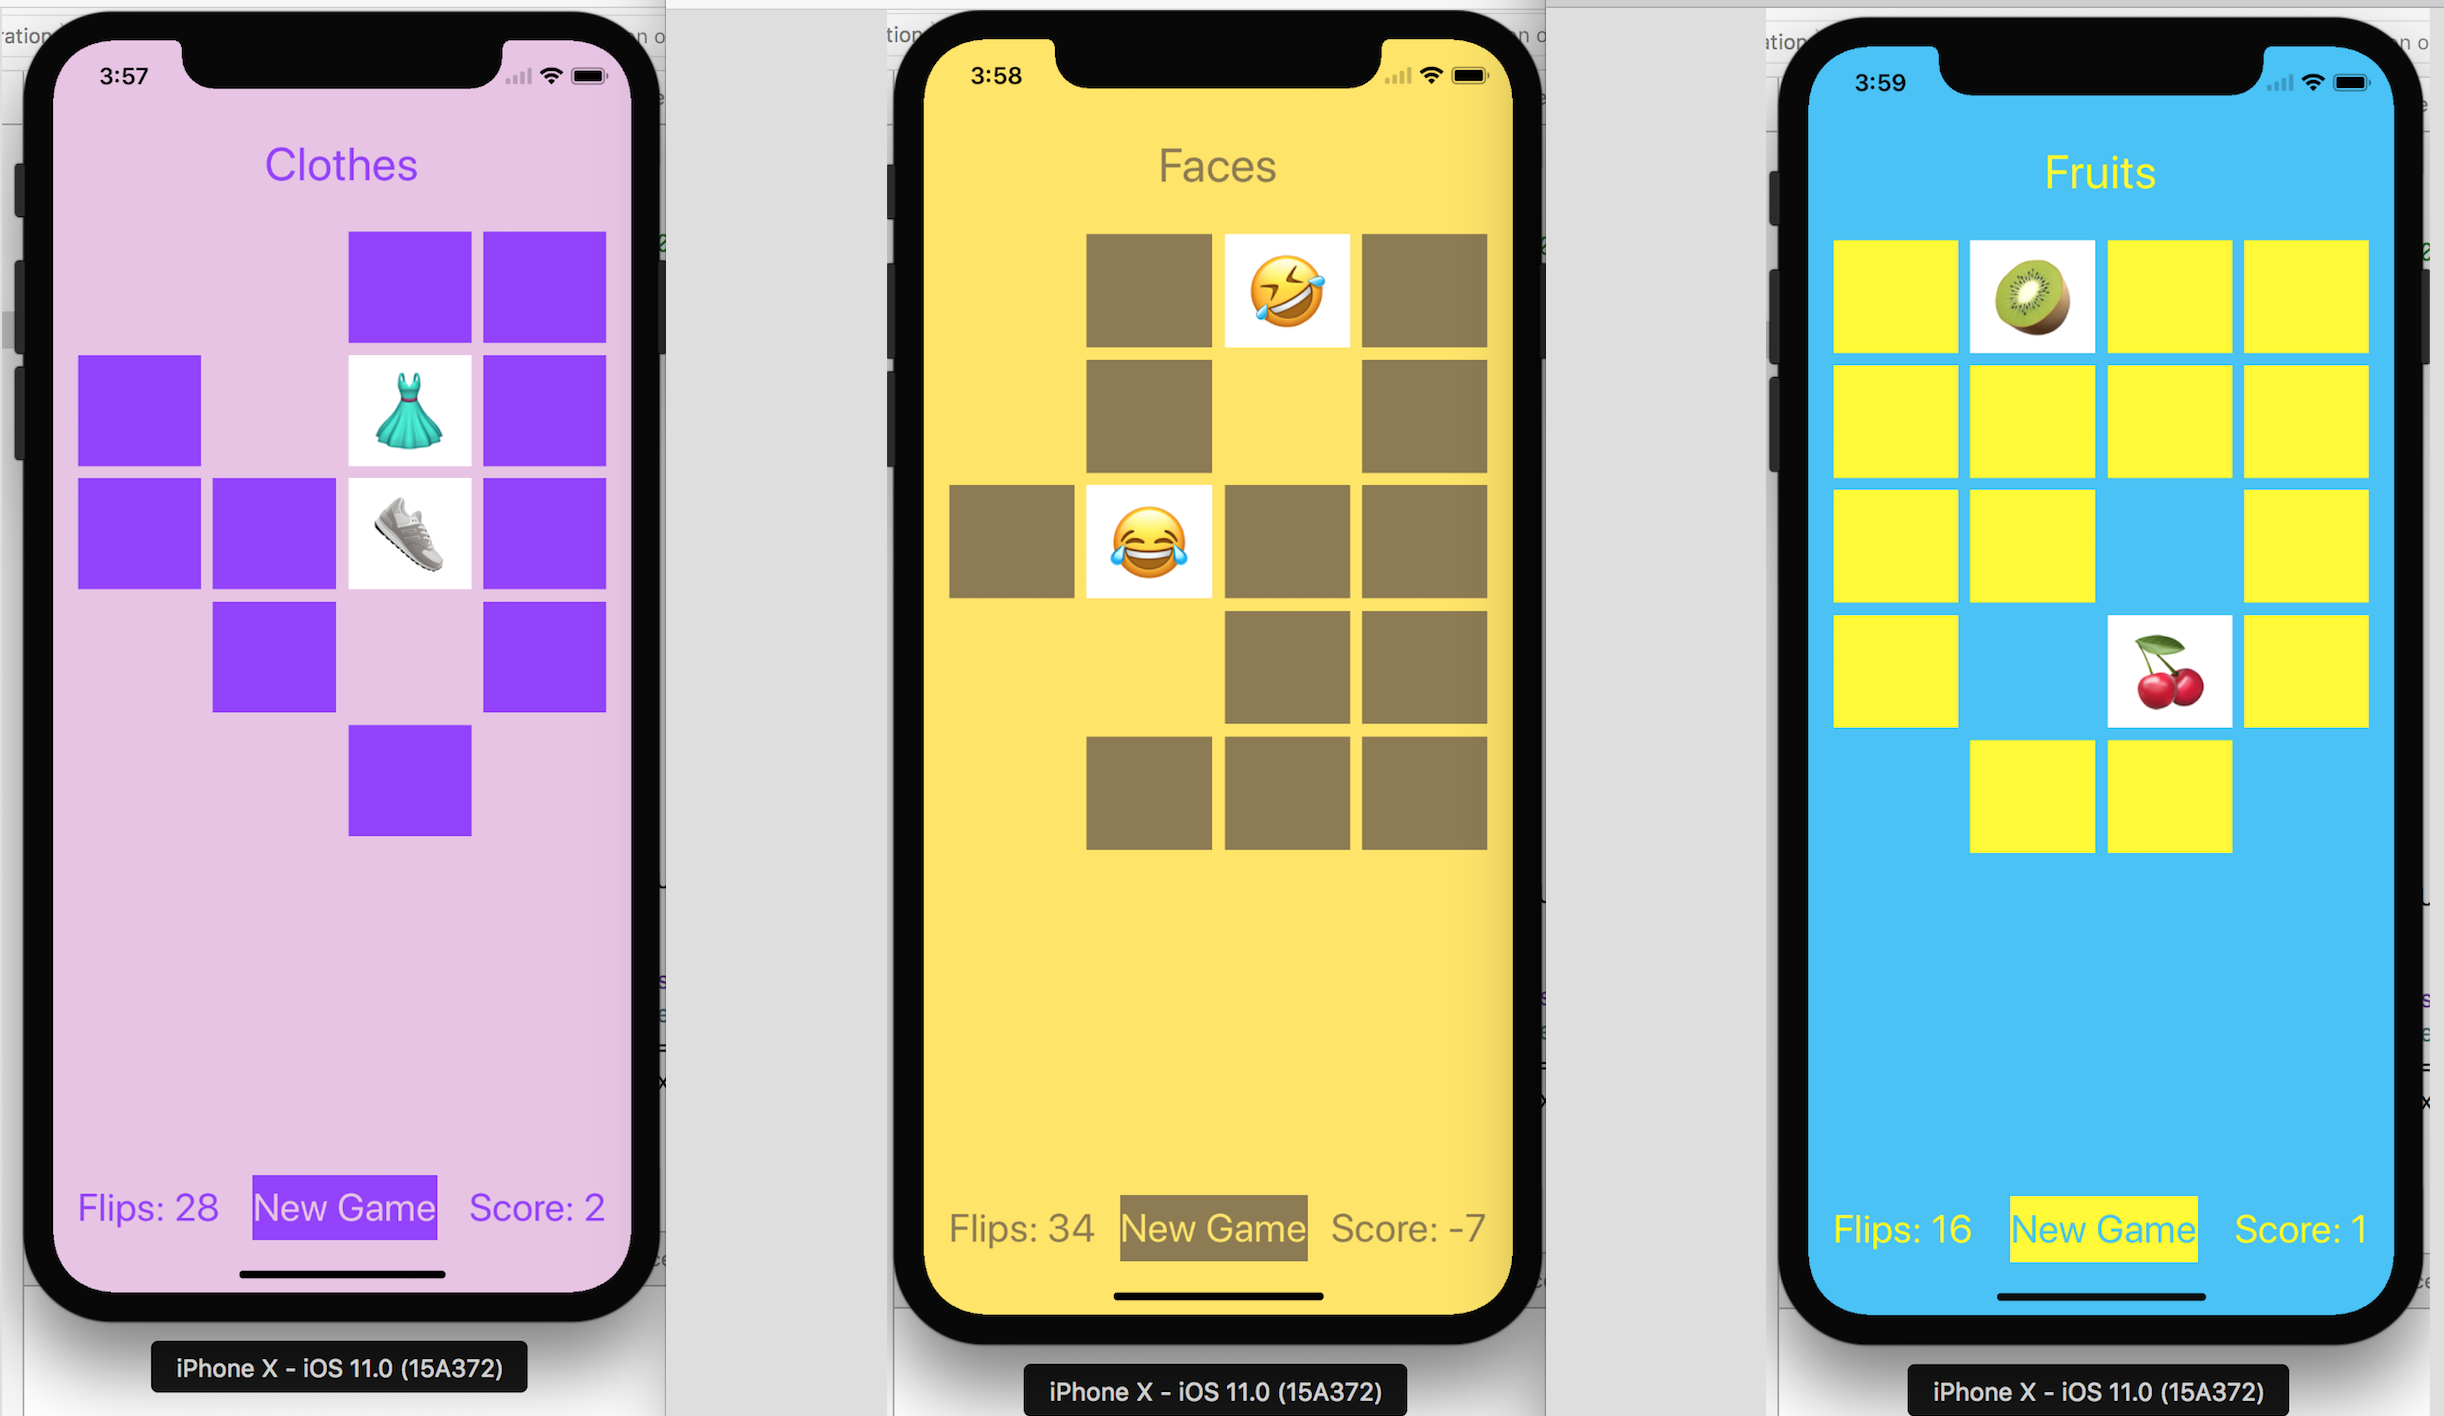 3:57
Clothes
Flips: 28
New Game
Score: 2
iPhone X - iOS 11.0 (15A372)
3:58
Faces
Flips: 34
New Game
Score: -7
iPhone X - iOS 11.0 (15A372)
3:59
Fruits
Flips: 16
New Game
Score: 1
iPhone X - iOS 11.0 (15A372)